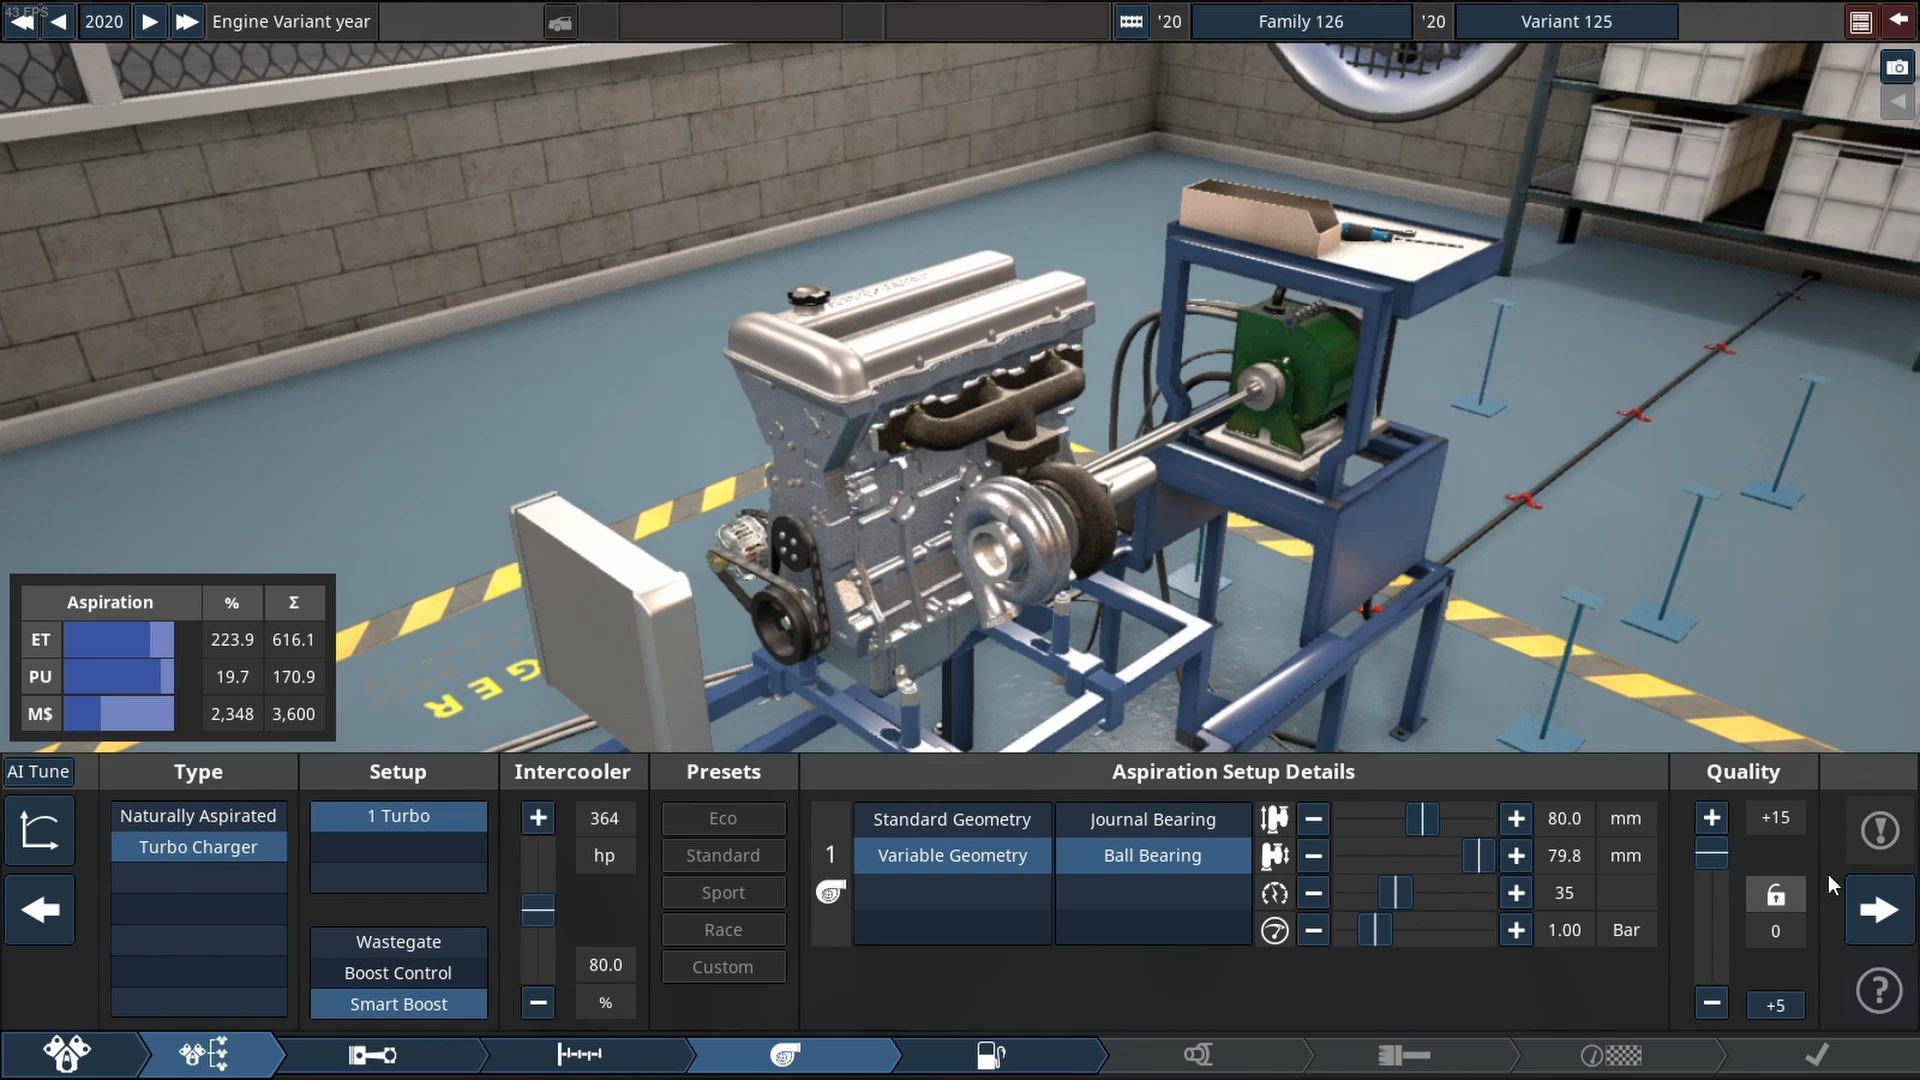 43 FPS
2020
Engine Variant year
'20
Family 126
'20
Variant 125
GER
Aspiration % Σ
ET 223.9 616.1
PU 19.7 170.9
M$ 2,348 3,600
AI Tune
Type
Setup
Intercooler
Presets
Aspiration Setup Details
Quality
Naturally Aspirated
Turbo Charger
1 Turbo
Wastegate
Boost Control
Smart Boost
364
hp
80.0
%
Eco
Standard
Sport
Race
Custom
1
Standard Geometry
Variable Geometry
Journal Bearing
Ball Bearing
80.0 mm
79.8 mm
35
1.00 Bar
+15
0
+5